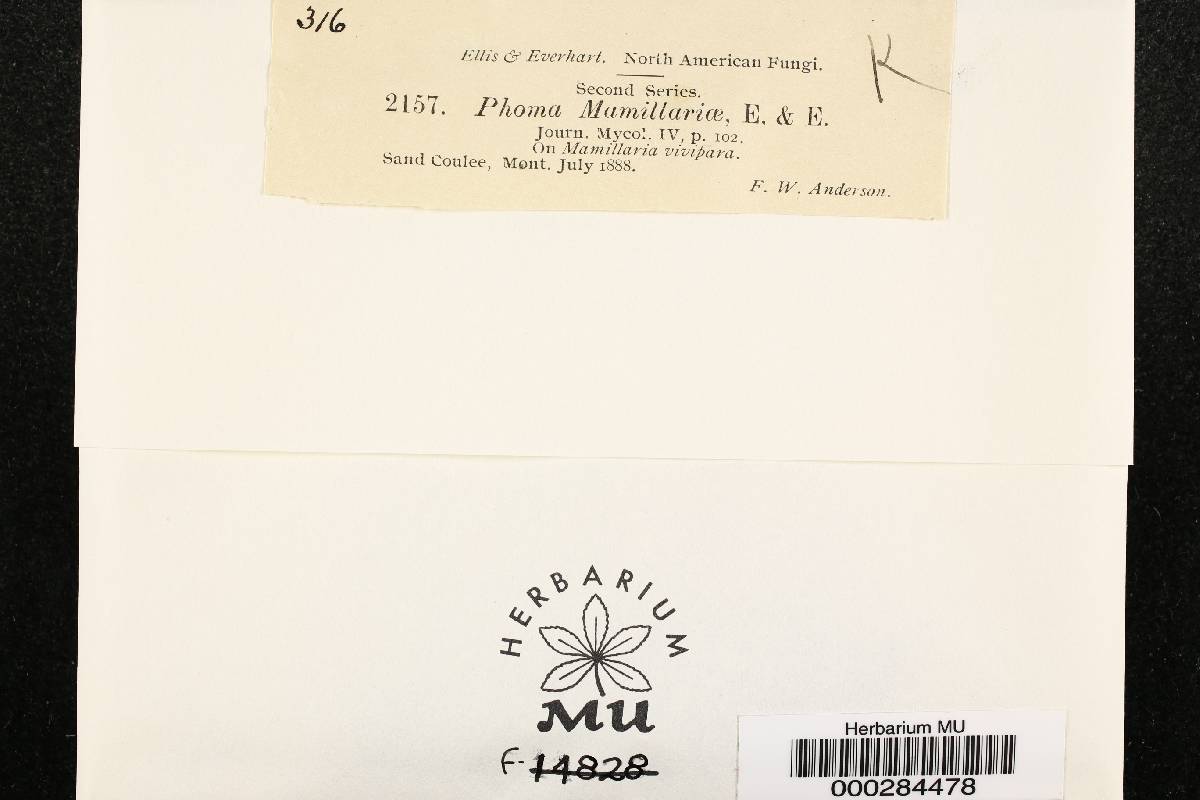 316
K
Ellis & Everhart. North American Fungi.
Second Series.
2157. Phoma Mamillariæ, E. & E.
Journ. Mycol. IV, p. 102.
On Mamillaria vivipara.
Sand Coulee, Mont. July 1888.
F. W. Anderson.
HERBARIUM
MU
F-14828
Herbarium MU
000284478